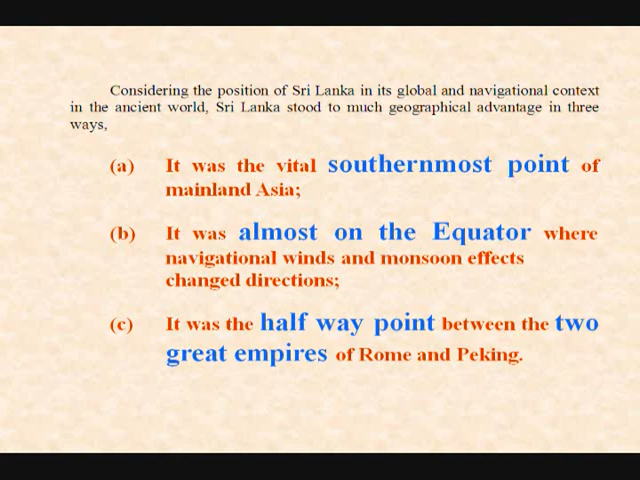 Considering the position of Sri Lanka in its global and navigational context
in the ancient world, Sri Lanka stood to much geographical advantage in three
ways,
(a) It was the vital southernmost point of
mainland Asia;
(b) It was almost on the Equator where
navigational winds and monsoon effects
changed directions;
(c) It was the half way point between the two
great empires of Rome and Peking.